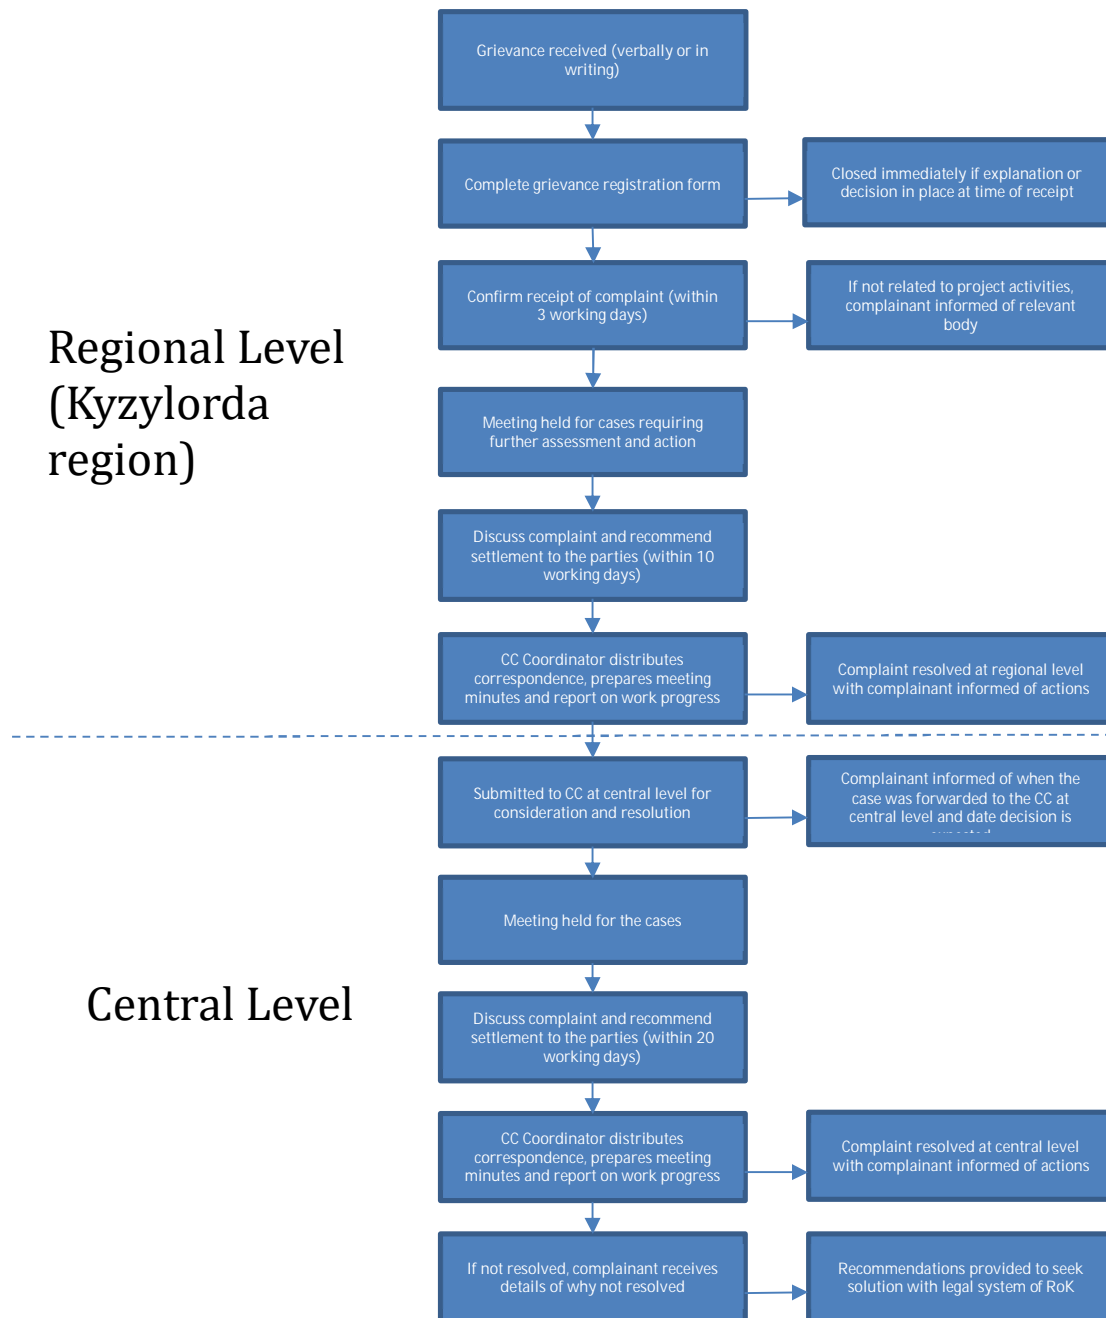 Grievance received (verbally or in
writing)
Complete grievance registration form
Closed immediately if explanation or
decision in place at time of receipt
Confirm receipt of complaint (within
3 working days)
If not related to project activities,
complainant informed of relevant
body
Regional Level
(Kyzylorda
region)
Meeting held for cases requiring
further assessment and action
Discuss complaint and recommend
settlement to the parties (within 10
working days)
CC Coordinator distributes
correspondence, prepares meeting
minutes and report on work progress
Complaint resolved at regional level
with complainant informed of actions
Submitted to CC at central level for
consideration and resolution
Complainant informed of when the
case was forwarded to the CC at
central level and date decision is
Meeting held for the cases
Central Level
Discuss complaint and recommend
settlement to the parties (within 20
working days)
CC Coordinator distributes
correspondence, prepares meeting
minutes and report on work progress
Complaint resolved at central level
with complainant informed of actions
If not resolved, complainant receives
details of why not resolved
Recommendations provided to seek
solution with legal system of RoK